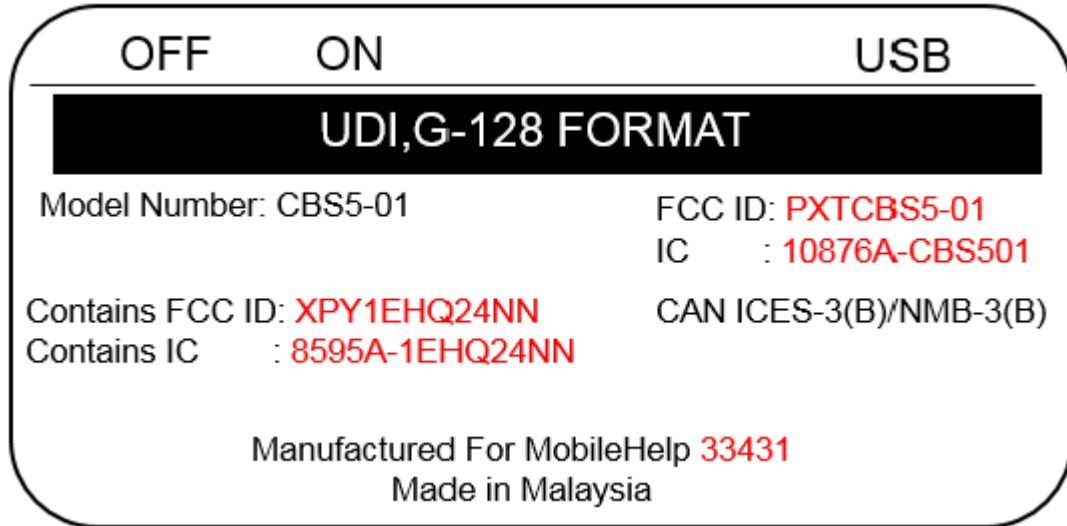 OFF ON USB
UDI,G-128 FORMAT
Model Number: CBS5-01
FCC ID: PXTCBS5-01
IC : 10876A-CBS501
Contains FCC ID: XPY1EHQ24NN
CAN ICES-3(B)/NMB-3(B)
Contains IC : 8595A-1EHQ24NN
Manufactured For MobileHelp 33431
Made in Malaysia